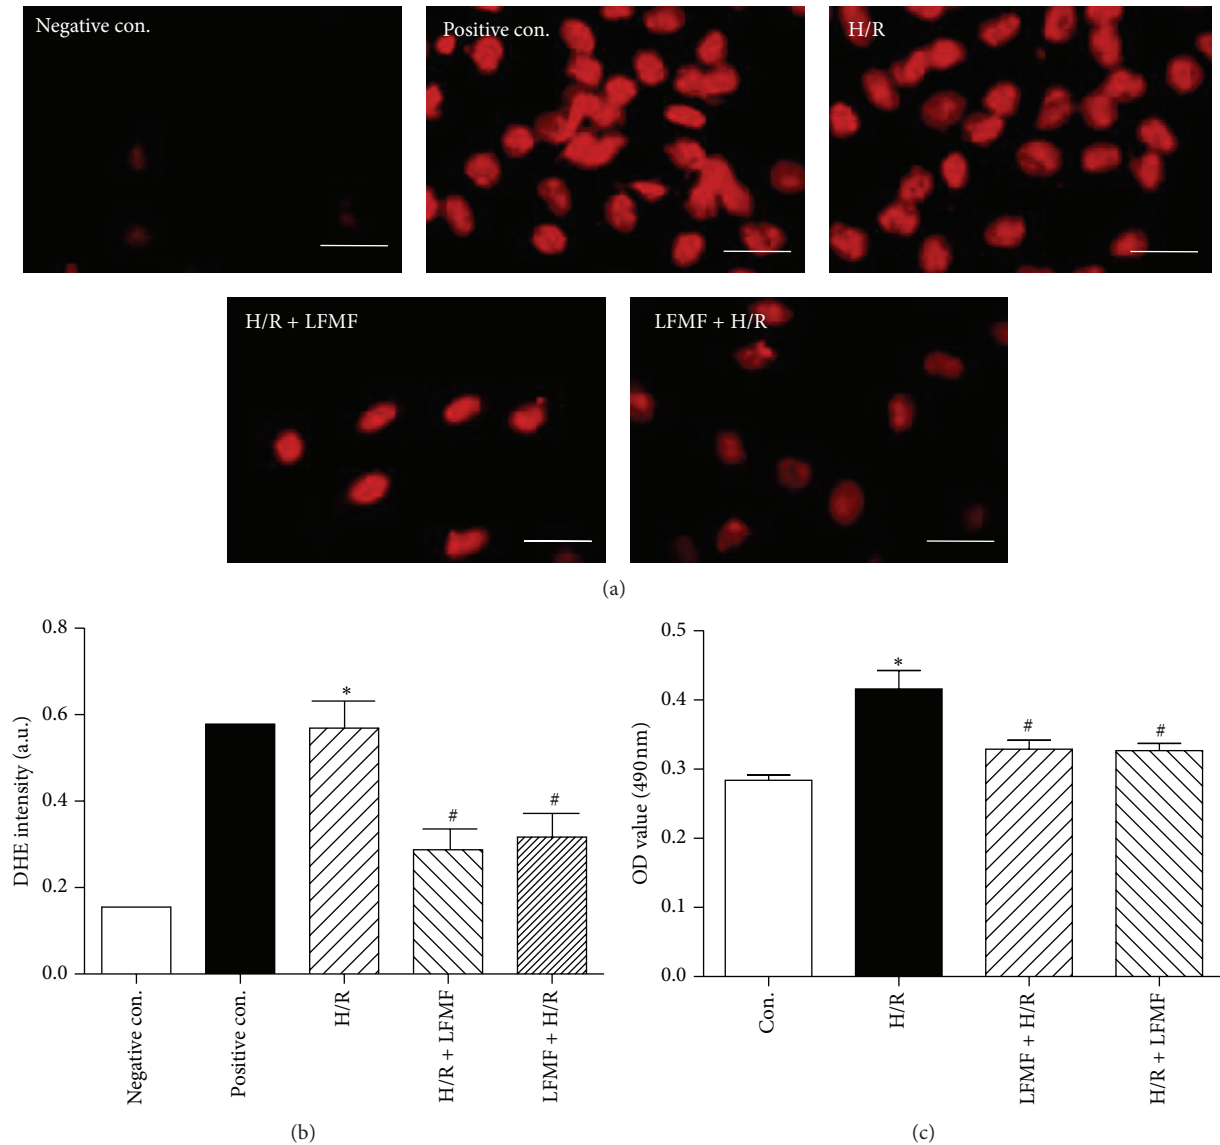 Negative con.
Positive con.
H/R
H/R + LFMF
LFMF + H/R
(a)
0.8
0.6
0.4
0.2
0.0
DHE intensity (a.u.)
*
#
#
Negative con.
Positive con.
H/R
H/R + LFMF
LFMF + H/R
(b)
0.5
0.4
0.3
0.2
0.1
0.0
OD value (490nm)
*
#
#
Con.
H/R
LFMF + H/R
H/R + LFMF
(c)